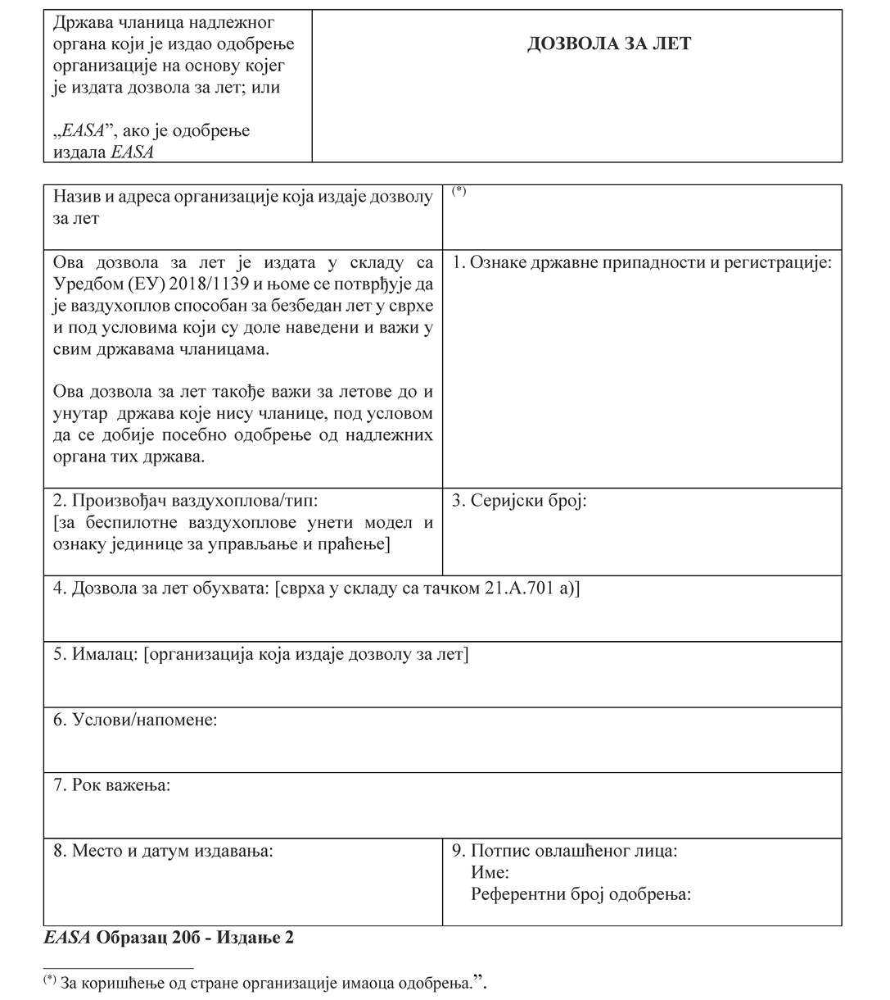 Држава чланица надлежног
органа који је издао одобрење
организације на основу којег
је издата дозвола за лет; или
„EASA”, ако је одобрење
издала EASA
ДОЗВОЛА ЗА ЛЕТ
Назив и адреса организације која издаје дозволу
за лет
(*)
Ова дозвола за лет је издата у складу са
Уредбом (ЕУ) 2018/1139 и њоме се потврђује да
је ваздухоплов способан за безбедан лет у сврхе
и под условима који су доле наведени и важи у
свим државама чланицама.
Ова дозвола за лет такође важи за летове до и
унутар држава које нису чланице, под условом
да се добије посебно одобрење од надлежних
органа тих држава.
1. Ознаке државне припадности и регистрације:
2. Произвођач ваздухоплова/тип:
[за беспилотне ваздухоплове унети модел и
ознаку јединице за управљање и праћење]
3. Серијски број:
4. Дозвола за лет обухвата: [сврха у складу са тачком 21.А.701 а)]
5. Ималац: [организација која издаје дозволу за лет]
6. Услови/напомене:
7. Рок важења:
8. Место и датум издавања:
9. Потпис овлашћеног лица:
Име:
Референтни број одобрења:
EASA Образац 20б - Издање 2
(*) За коришћење од стране организације имаоца одобрења.”.